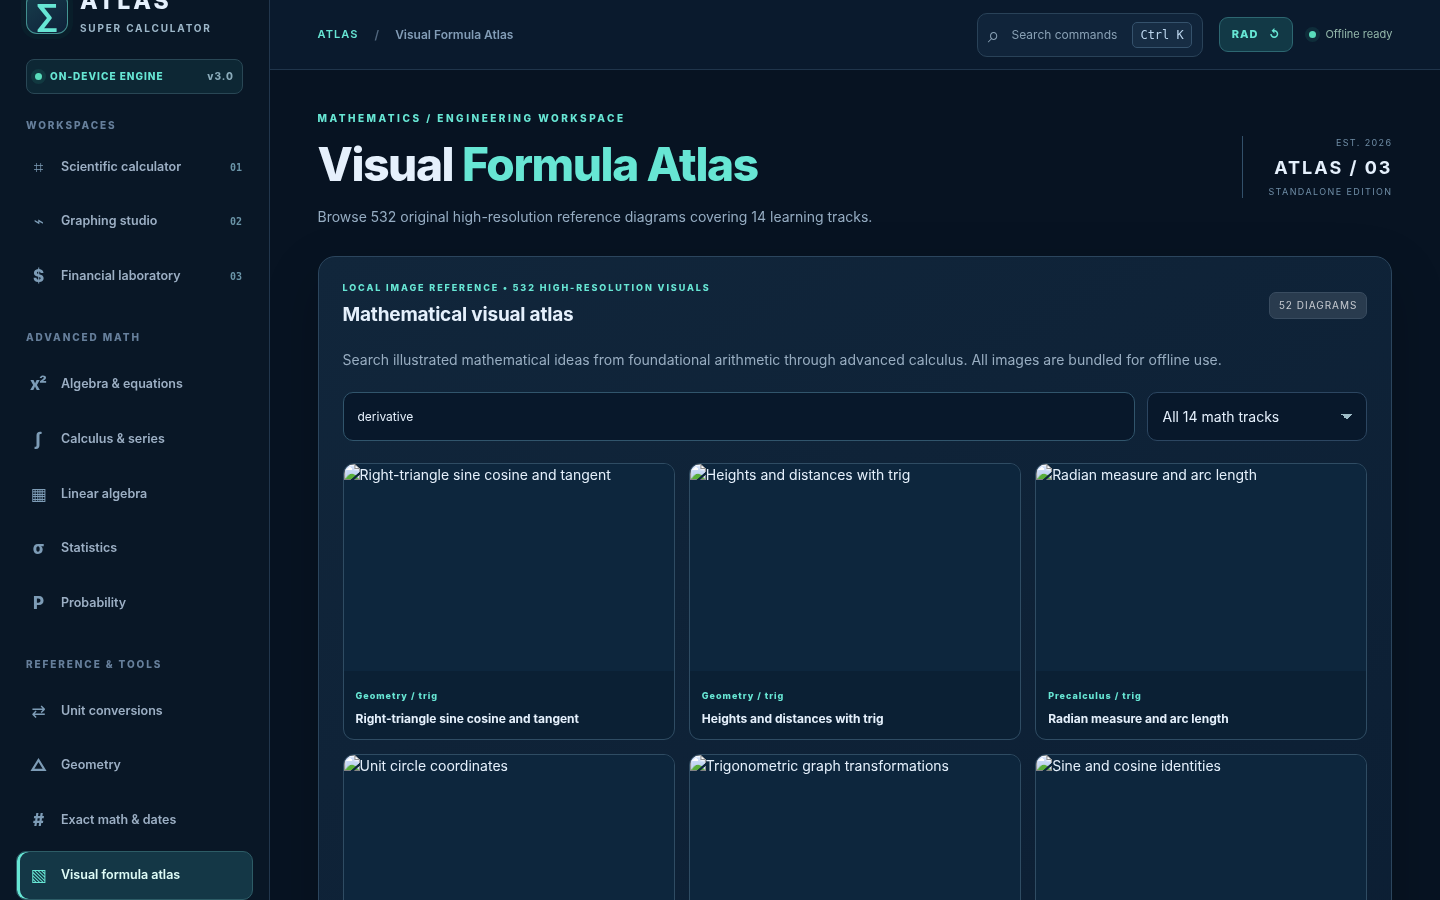 ATLAS
SUPER CALCULATOR
ON-DEVICE ENGINE v3.0
WORKSPACES
Scientific calculator 01
Graphing studio 02
$ Financial laboratory 03
ADVANCED MATH
x² Algebra & equations
∫ Calculus & series
Linear algebra
σ Statistics
P Probability
REFERENCE & TOOLS
⇄ Unit conversions
Geometry
# Exact math & dates
Visual formula atlas
ATLAS / Visual Formula Atlas
Search commands Ctrl K
RAD
Offline ready
MATHEMATICS / ENGINEERING WORKSPACE
Visual Formula Atlas
Browse 532 original high-resolution reference diagrams covering 14 learning tracks.
EST. 2026
ATLAS / 03
STANDALONE EDITION
LOCAL IMAGE REFERENCE • 532 HIGH-RESOLUTION VISUALS
Mathematical visual atlas
52 DIAGRAMS
Search illustrated mathematical ideas from foundational arithmetic through advanced calculus. All images are bundled for offline use.
derivative
All 14 math tracks
Right-triangle sine cosine and tangent
Geometry / trig
Right-triangle sine cosine and tangent
Heights and distances with trig
Geometry / trig
Heights and distances with trig
Radian measure and arc length
Precalculus / trig
Radian measure and arc length
Unit circle coordinates
Trigonometric graph transformations
Sine and cosine identities